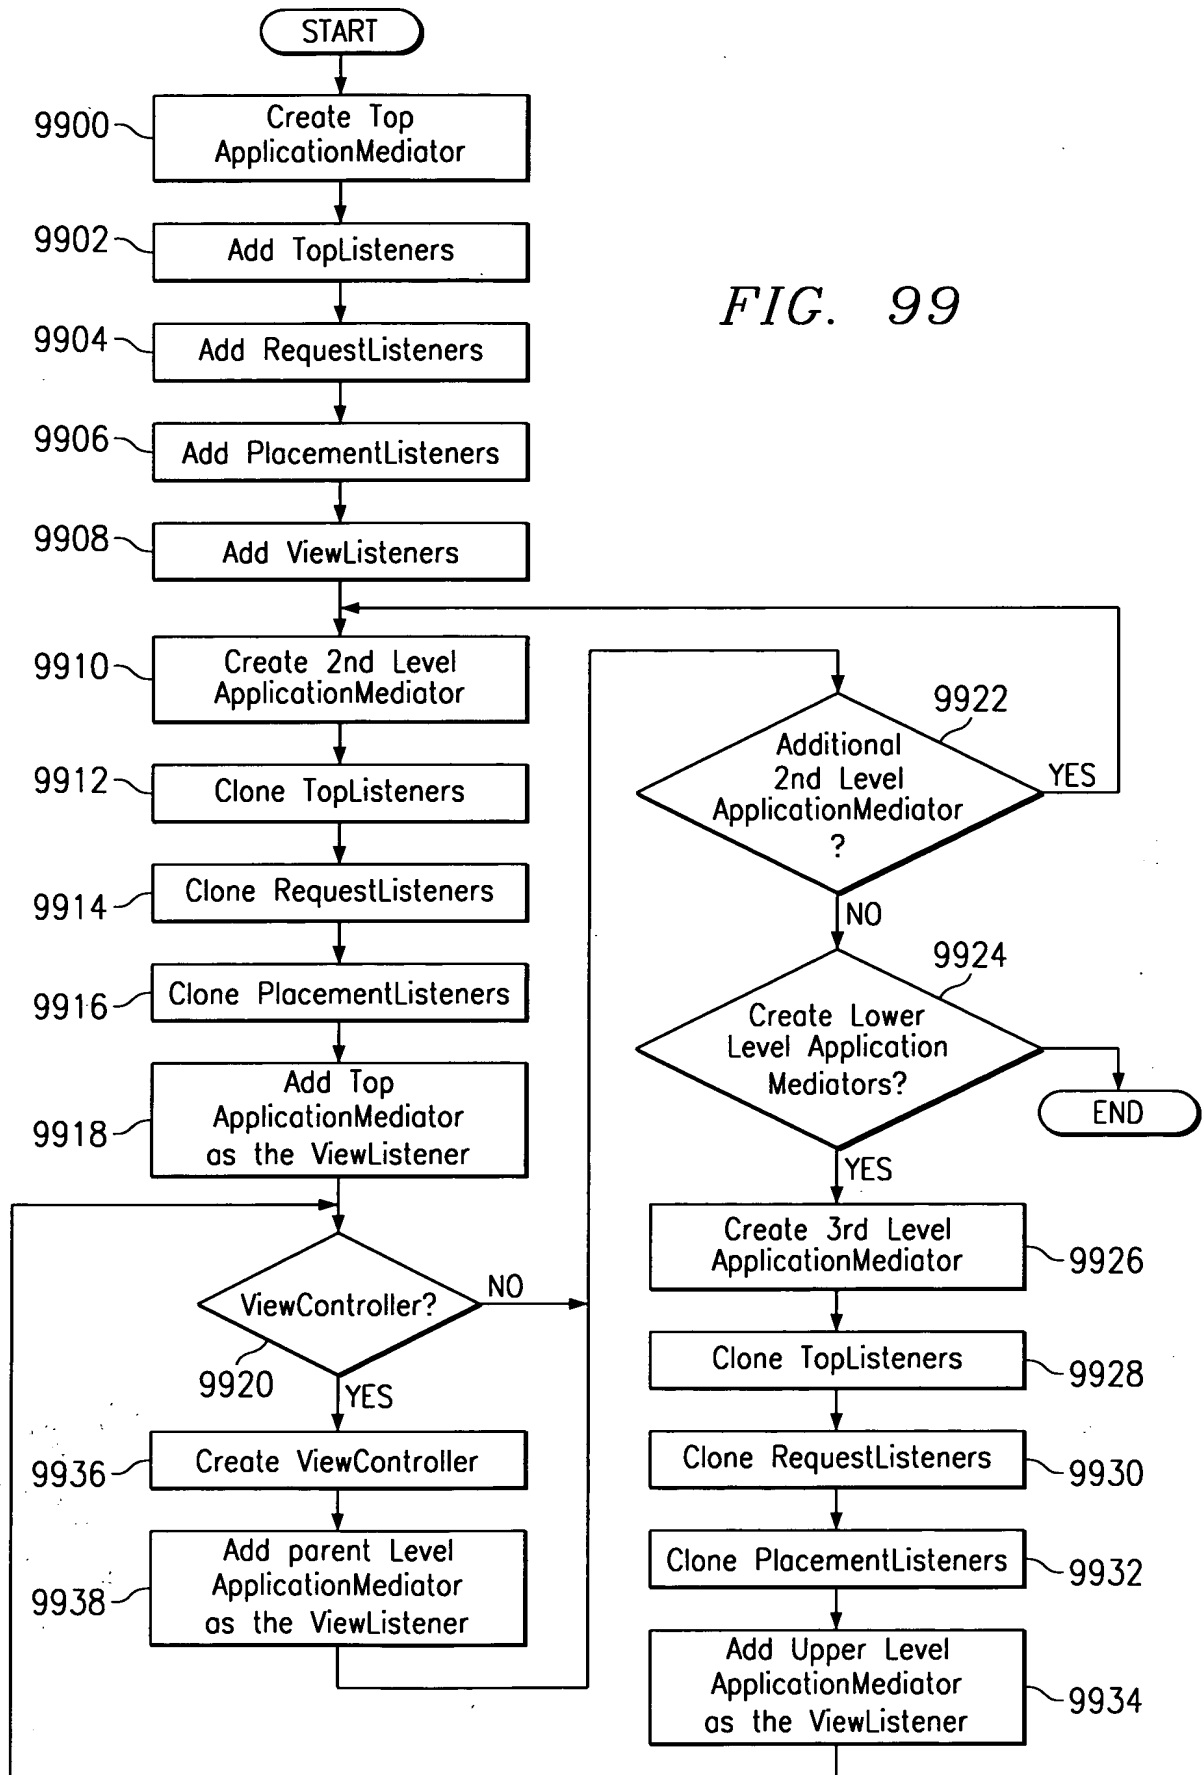 START
9900
Create Top
ApplicationMediator
9902
Add TopListeners
9904
Add RequestListeners
9906
Add PlacementListeners
9908
Add ViewListeners
FIG. 99
9910
Create 2nd Level
ApplicationMediator
9912
Clone TopListeners
9914
Clone RequestListeners
9916
Clone PlacementListeners
9918
Add Top
ApplicationMediator
as the ViewListener
ViewController?
NO
9920
YES
9936
Create ViewController
9938
Add parent Level
ApplicationMediator
as the ViewListener
9922
Additional
2nd Level
ApplicationMediator
?
YES
NO
9924
Create Lower
Level Application
Mediators?
END
YES
Create 3rd Level
ApplicationMediator
9926
Clone TopListeners
9928
Clone RequestListeners
9930
Clone PlacementListeners
9932
Add Upper Level
ApplicationMediator
as the ViewListener
9934